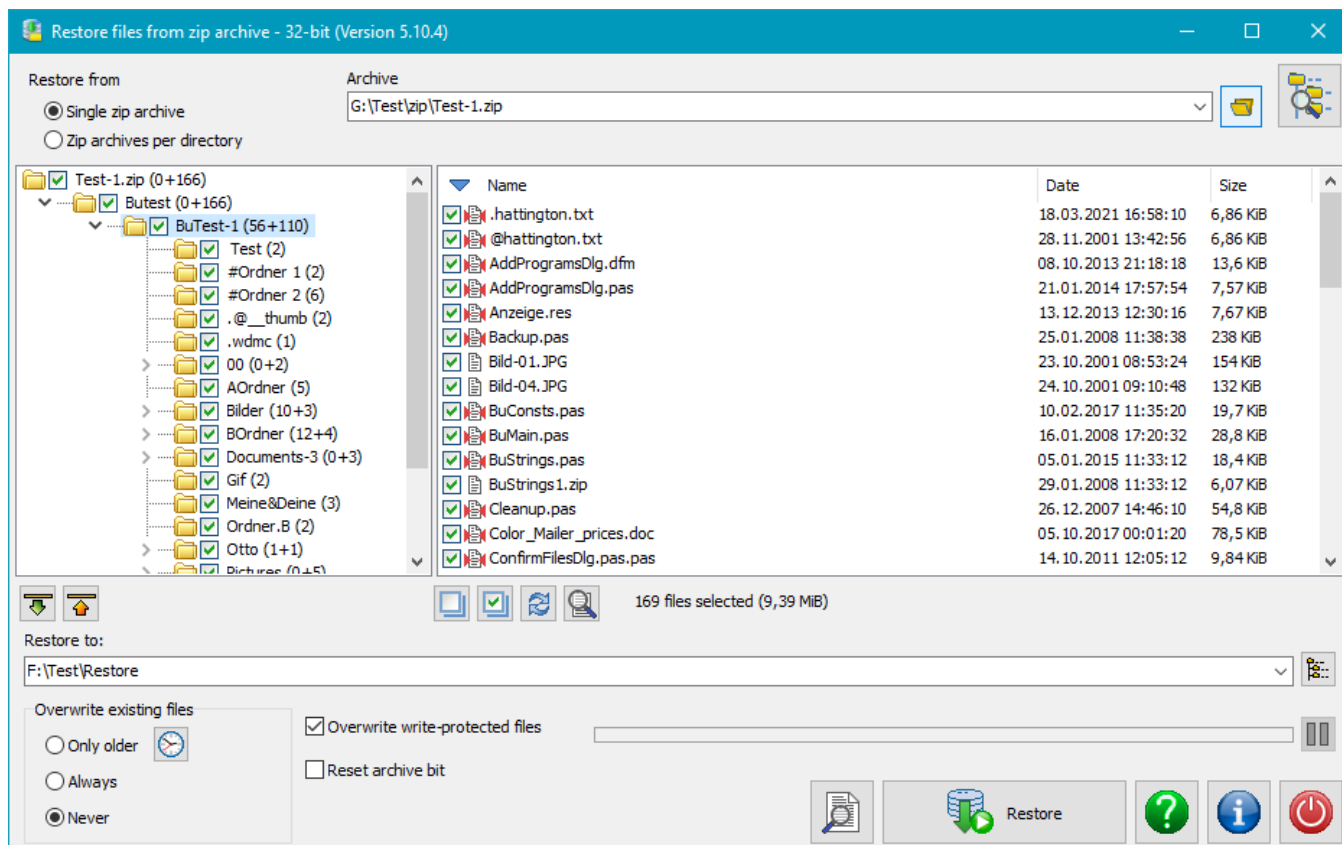 Restore files from zip archive - 32-bit (Version 5.10.4)
Restore from
Archive
Single zip archive
G:\Test\zip\Test-1.zip
Zip archives per directory
Test-1.zip (0+166)
Butest (0+166)
BuTest-1 (56+110)
Test (2)
#Ordner 1 (2)
#Ordner 2 (6)
.@__thumb (2)
.wdmc (1)
00 (0+2)
AOrdner (5)
Bilder (10+3)
BOrdner (12+4)
Documents-3 (0+3)
Gif (2)
Meine&Deine (3)
Ordner.B (2)
Otto (1+1)
Pictures (0+5)
Name Date Size
.hattington.txt 18.03.2021 16:58:10 6,86 KiB
@hattington.txt 28.11.2001 13:42:56 6,86 KiB
AddProgramsDlg.dfm 08.10.2013 21:18:18 13,6 KiB
AddProgramsDlg.pas 21.01.2014 17:57:54 7,57 KiB
Anzeige.res 13.12.2013 12:30:16 7,67 KiB
Backup.pas 25.01.2008 11:38:38 238 KiB
Bild-01.JPG 23.10.2001 08:53:24 154 KiB
Bild-04.JPG 24.10.2001 09:10:48 132 KiB
BuConsts.pas 10.02.2017 11:35:20 19,7 KiB
BuMain.pas 16.01.2008 17:20:32 28,8 KiB
BuStrings.pas 05.01.2015 11:33:12 18,4 KiB
BuStrings1.zip 29.01.2008 11:33:12 6,07 KiB
Cleanup.pas 26.12.2007 14:46:10 54,8 KiB
Color_Mailer_prices.doc 05.10.2017 00:01:20 78,5 KiB
ConfirmFilesDlg.pas.pas 14.10.2011 12:05:12 9,84 KiB
169 files selected (9,39 MiB)
Restore to:
F:\Test\Restore
Overwrite existing files
Only older
Always
Never
Overwrite write-protected files
Reset archive bit
Restore